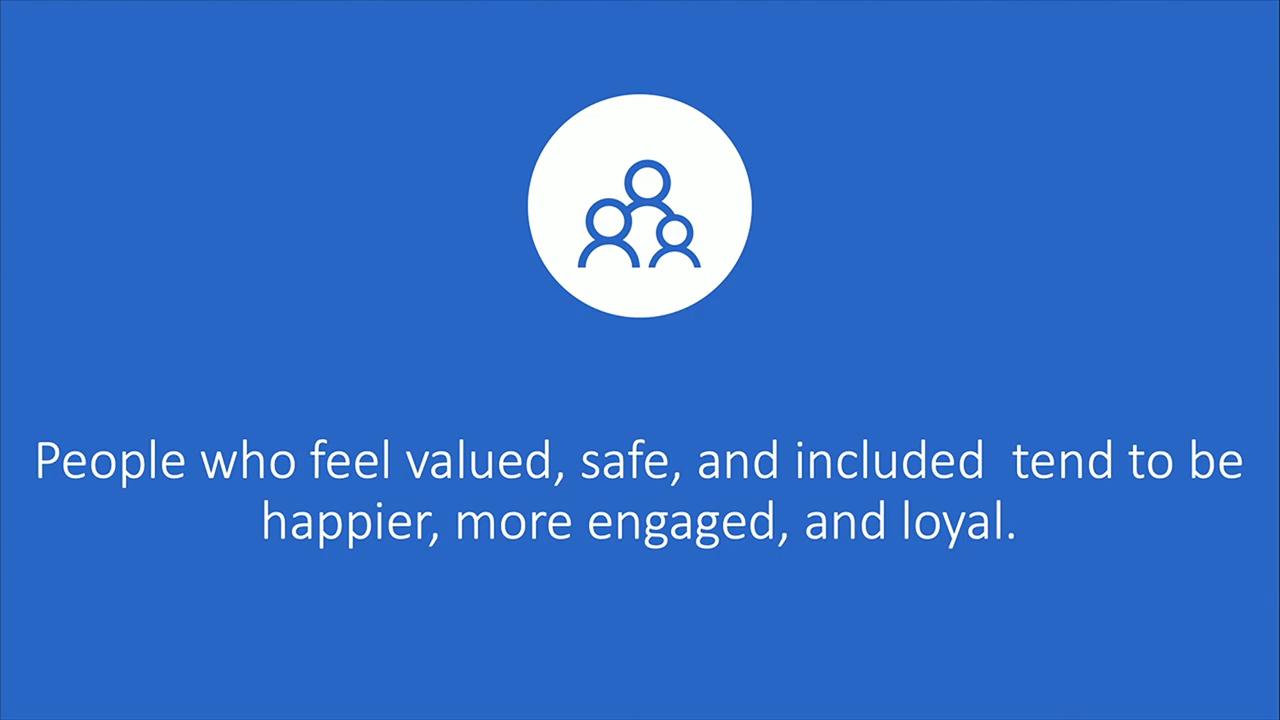 People who feel valued, safe, and included  tend to be
happier, more engaged, and loyal.